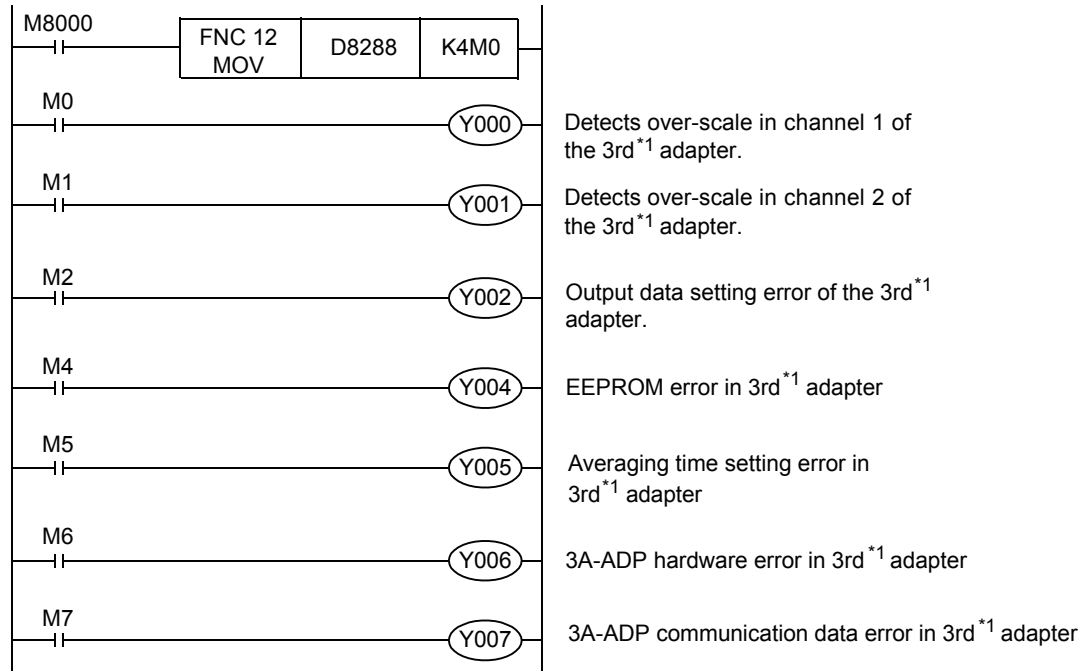 M8000
FNC 12
MOV
D8288
K4M0
M0
Y000
Detects over-scale in channel 1 of
the 3rd*1 adapter.
M1
Y001
Detects over-scale in channel 2 of
the 3rd*1 adapter.
M2
Y002
Output data setting error of the 3rd*1
adapter.
M4
Y004
EEPROM error in 3rd*1 adapter
M5
Y005
Averaging time setting error in
3rd*1 adapter
M6
Y006
3A-ADP hardware error in 3rd*1 adapter
M7
Y007
3A-ADP communication data error in 3rd*1 adapter